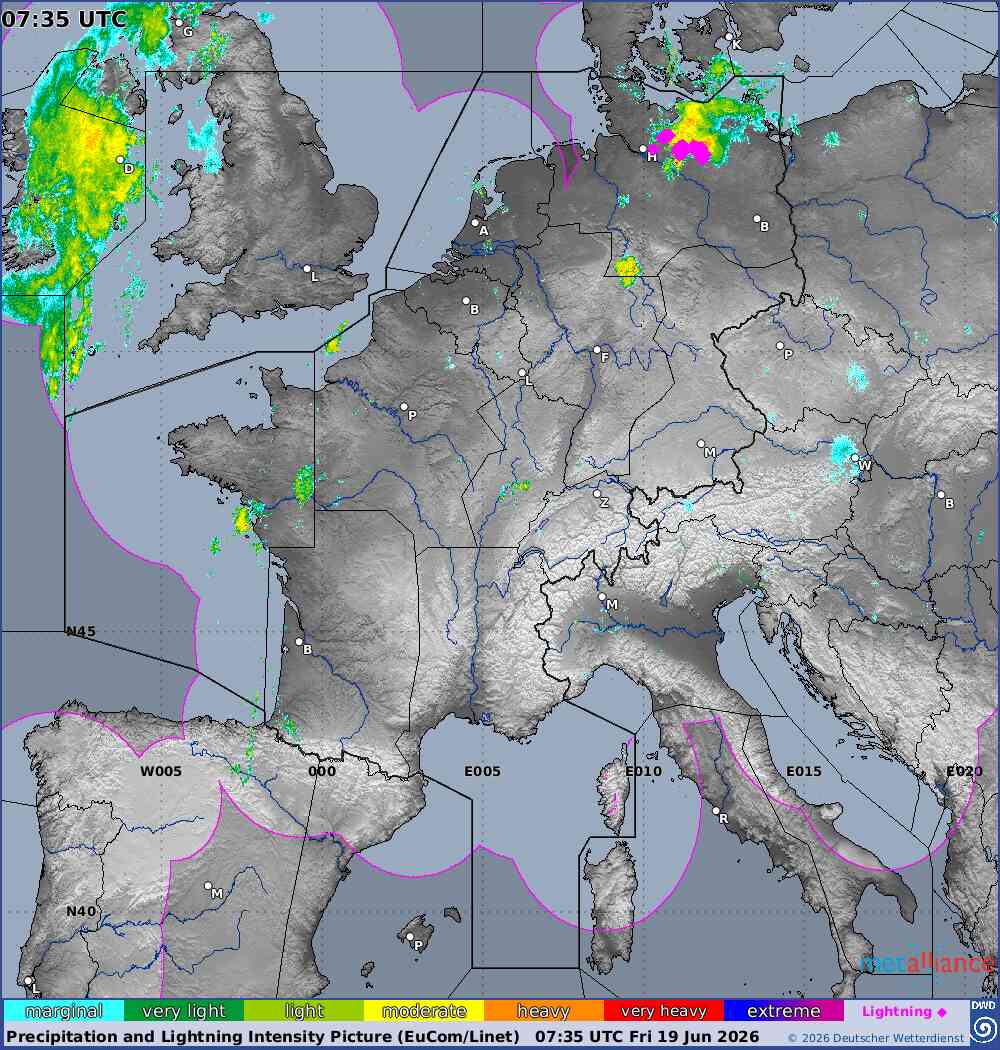 07:35 UTC
G
K
D
H
A
B
L
B
F
P
L
P
M
W
Z
B
M
N45
B
W005
000
E005
E010
E015
E020
R
M
N40
P
metalliance
L
marginal very light light moderate heavy very heavy extreme Lightning ◆
DWD
Precipitation and Lightning Intensity Picture (EuCom/Linet) 07:35 UTC Fri 19 Jun 2026 © 2026 Deutscher Wetterdienst